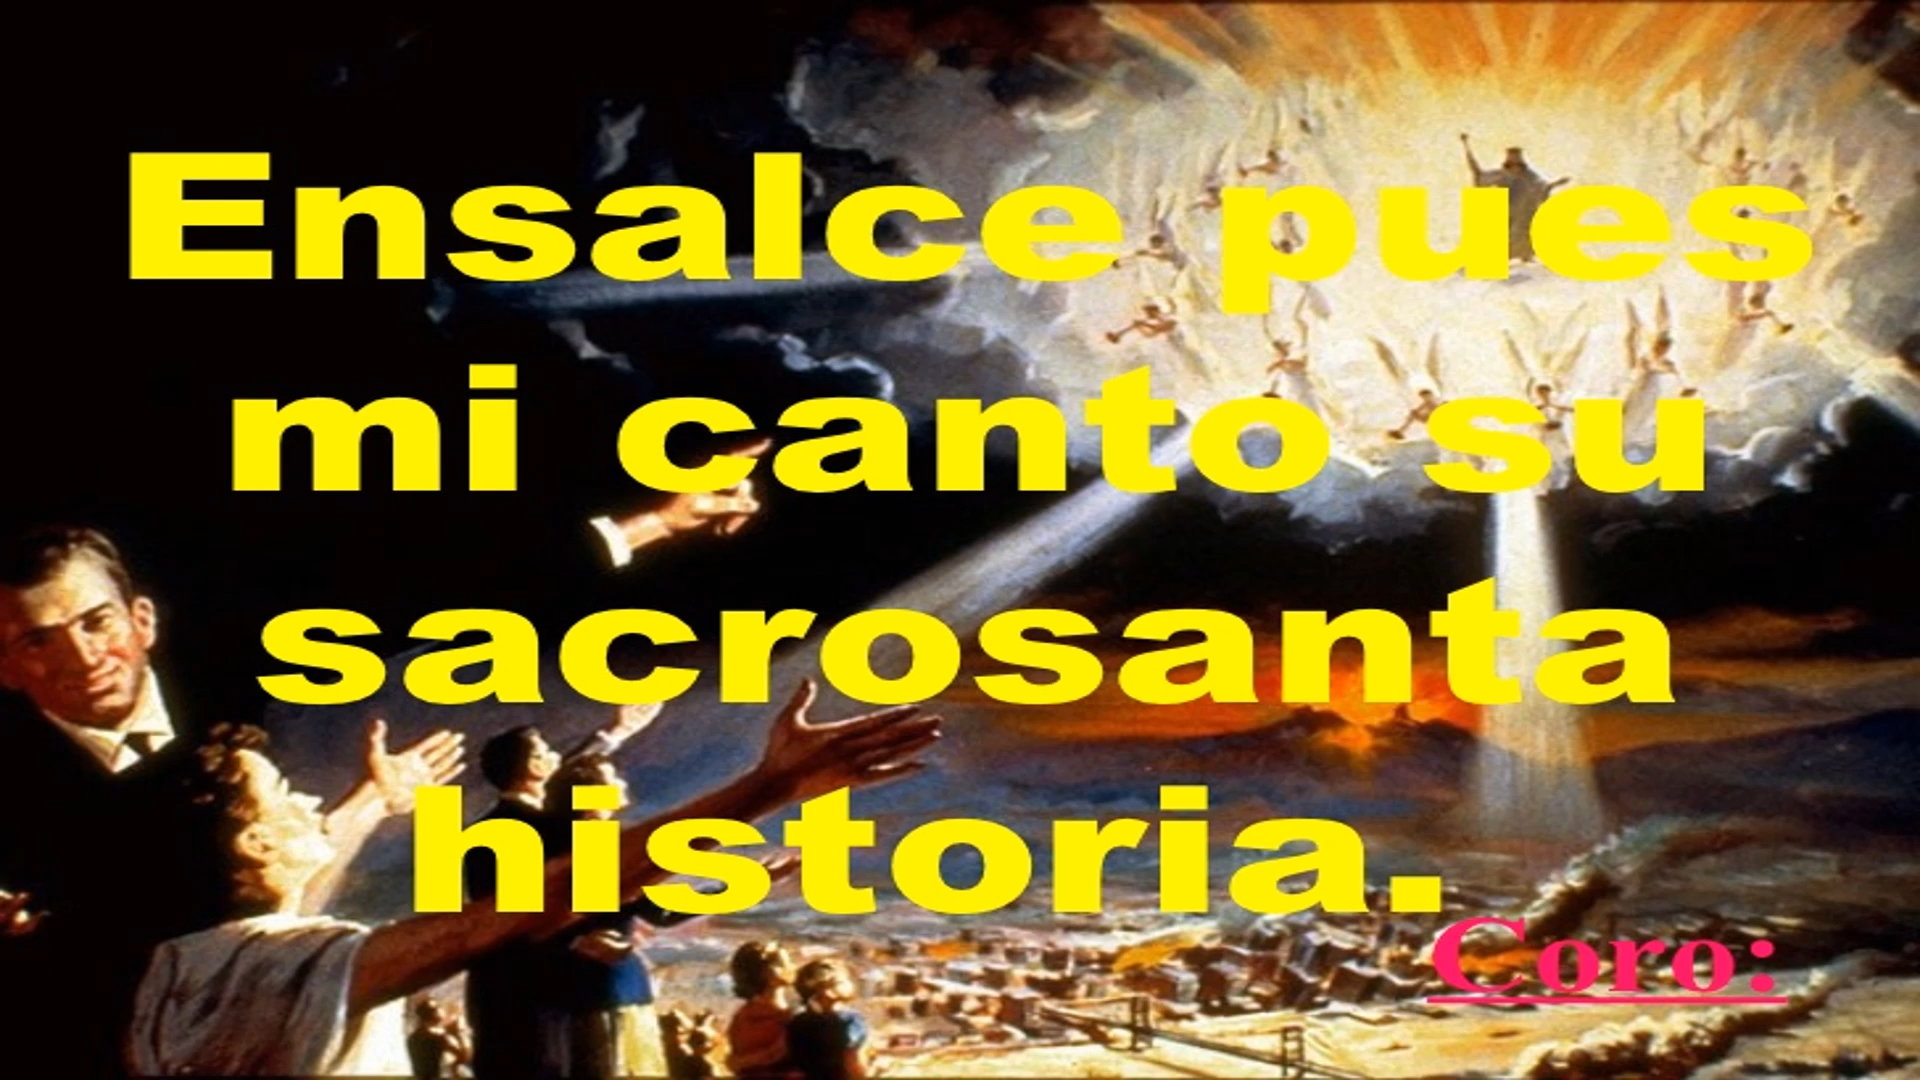 Ensalce pues
mi canto su
sacrosanta
historia.
Coro: